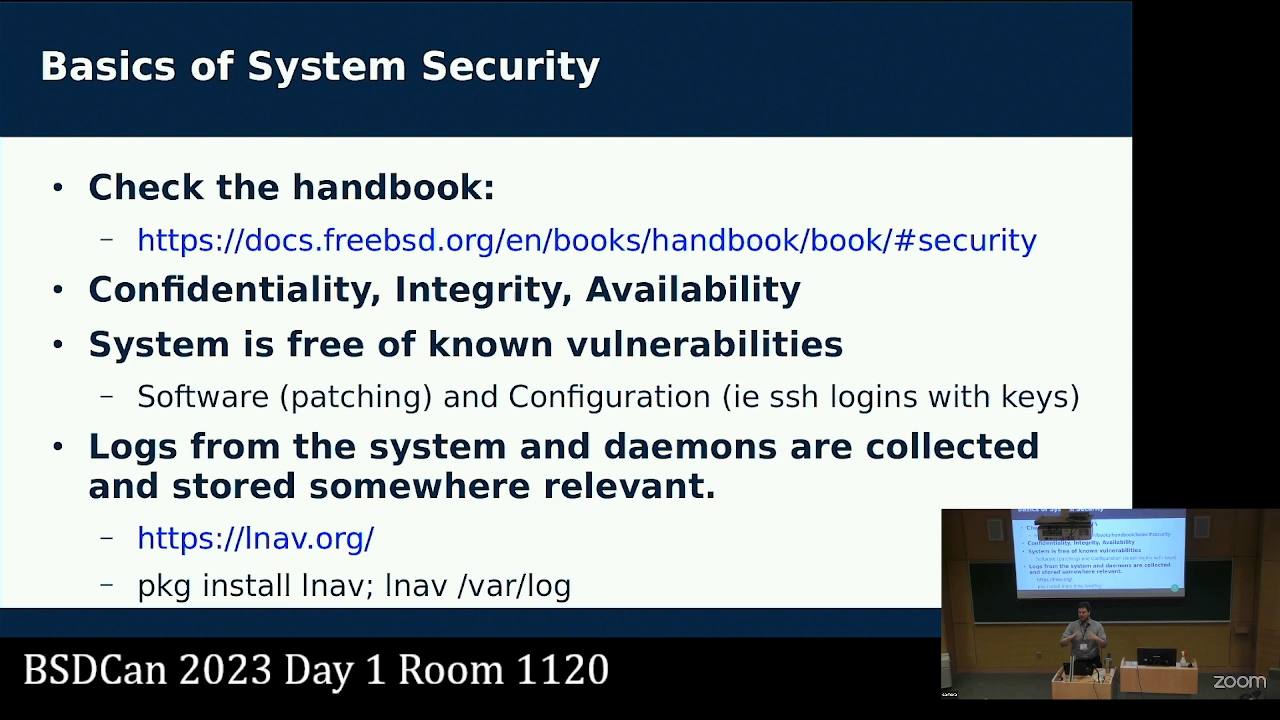 Basics of System Security
• Check the handbook:
– https://docs.freebsd.org/en/books/handbook/book/#security
• Confidentiality, Integrity, Availability
• System is free of known vulnerabilities
– Software (patching) and Configuration (ie ssh logins with keys)
• Logs from the system and daemons are collected
and stored somewhere relevant.
– https://lnav.org/
– pkg install lnav; lnav /var/log
BSDCan 2023 Day 1 Room 1120
zoom